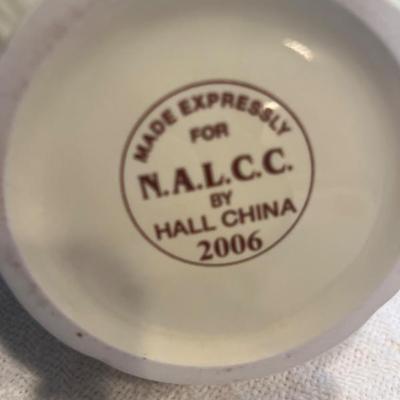 MADE EXPRESSLY
FOR
N.A.L.C.C.
BY
HALL CHINA
2006